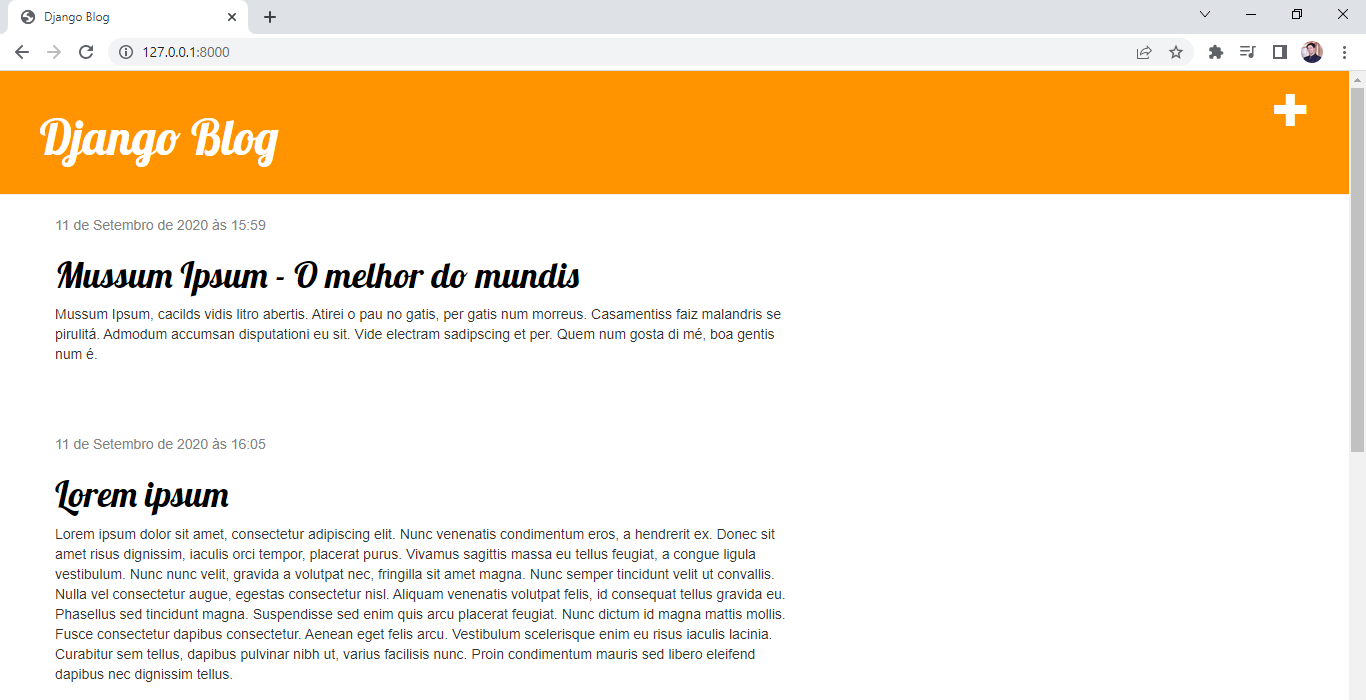 Django Blog
127.0.0.1:8000
Django Blog
11 de Setembro de 2020 às 15:59
Mussum Ipsum - O melhor do mundis
Mussum Ipsum, cacilds vidis litro abertis. Atirei o pau no gatis, per gatis num morreus. Casamentiss faiz malandris se
pirulitá. Admodum accumsan disputationi eu sit. Vide electram sadipscing et per. Quem num gosta di mé, boa gentis
num é.
11 de Setembro de 2020 às 16:05
Lorem ipsum
Lorem ipsum dolor sit amet, consectetur adipiscing elit. Nunc venenatis condimentum eros, a hendrerit ex. Donec sit
amet risus dignissim, iaculis orci tempor, placerat purus. Vivamus sagittis massa eu tellus feugiat, a congue ligula
vestibulum. Nunc nunc velit, gravida a volutpat nec, fringilla sit amet magna. Nunc semper tincidunt velit ut convallis.
Nulla vel consectetur augue, egestas consectetur nisl. Aliquam venenatis volutpat felis, id consequat tellus gravida eu.
Phasellus sed tincidunt magna. Suspendisse sed enim quis arcu placerat feugiat. Nunc dictum id magna mattis mollis.
Fusce consectetur dapibus consectetur. Aenean eget felis arcu. Vestibulum scelerisque enim eu risus iaculis lacinia.
Curabitur sem tellus, dapibus pulvinar nibh ut, varius facilisis nunc. Proin condimentum mauris sed libero eleifend
dapibus nec dignissim tellus.